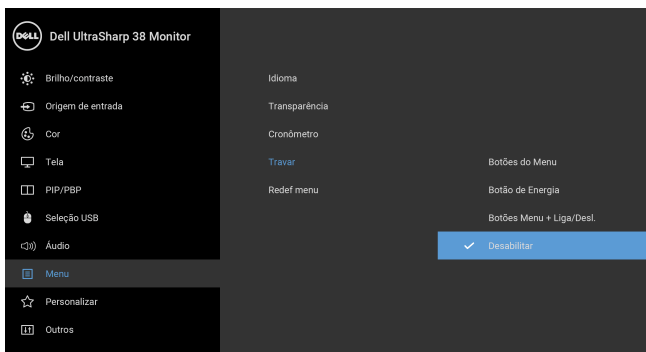 DELL Dell UltraSharp 38 Monitor
Brilho/contraste
Origem de entrada
Cor
Tela
PIP/PBP
Seleção USB
Áudio
Menu
Personalizar
Outros
Idioma
Transparência
Cronômetro
Travar
Redef menu
Botões do Menu
Botão de Energia
Botões Menu + Liga/Desl.
Desabilitar